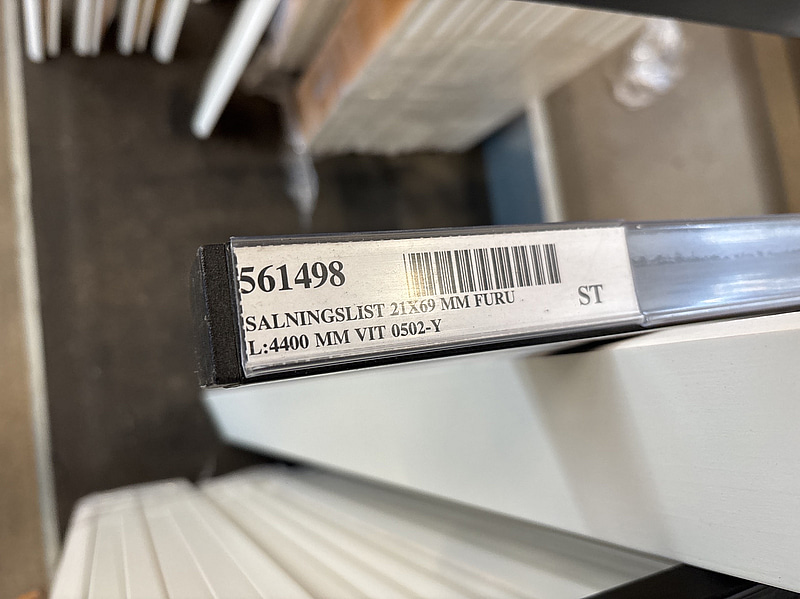 561498
SALNINGSLIST 21X69 MM FURU
L:4400 MM VIT 0502-Y
ST